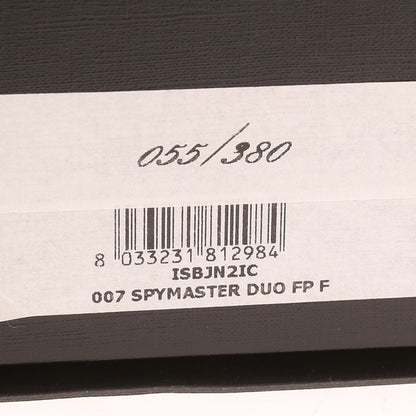 055/380
8 033231 812984
ISBJN2IC
007 SPYMASTER DUO FP F